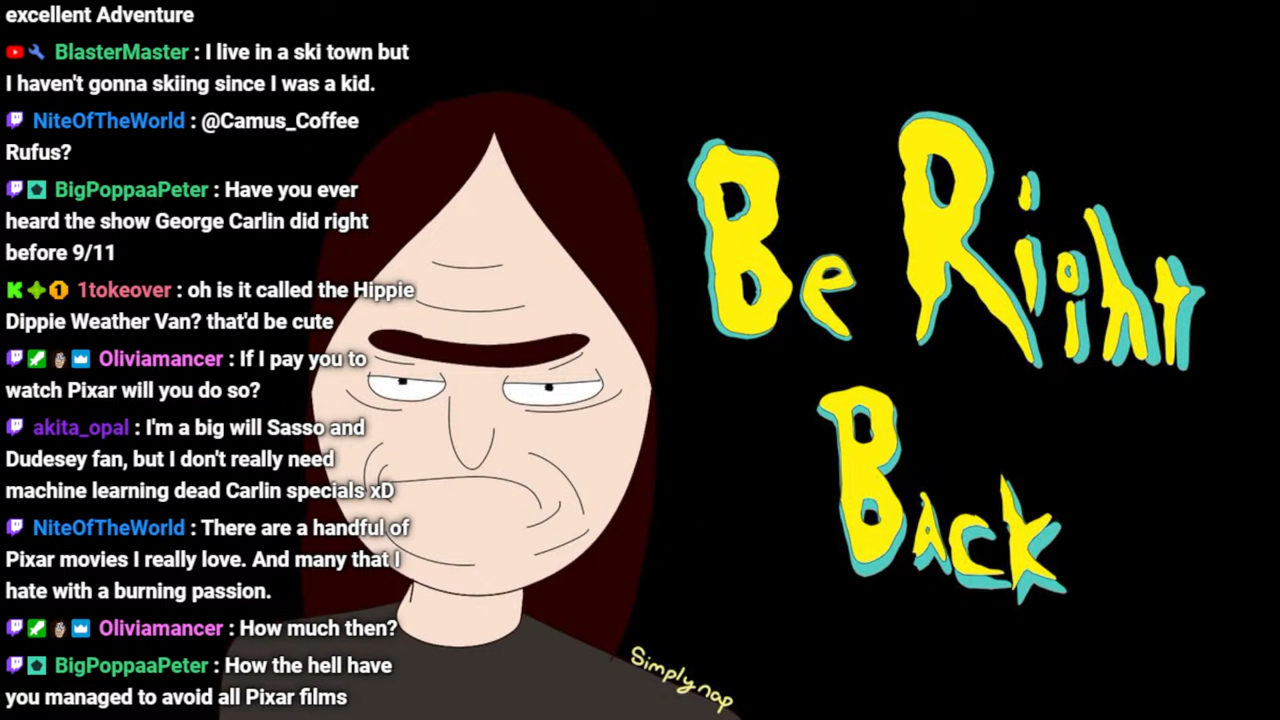 excellent Adventure
BlasterMaster : I live in a ski town but
I haven't gonna skiing since I was a kid.
NiteOfTheWorld : @Camus_Coffee
Rufus?
BigPoppaaPeter : Have you ever
heard the show George Carlin did right
before 9/11
1tokeover : oh is it called the Hippie
Dippie Weather Van? that'd be cute
Oliviamancer : If I pay you to
watch Pixar will you do so?
akita_opal : I'm a big will Sasso and
Dudesey fan, but I don't really need
machine learning dead Carlin specials xD
NiteOfTheWorld : There are a handful of
Pixar movies I really love. And many that I
hate with a burning passion.
Oliviamancer : How much then?
BigPoppaaPeter : How the hell have
you managed to avoid all Pixar films
Be Right
Back
Simply nap